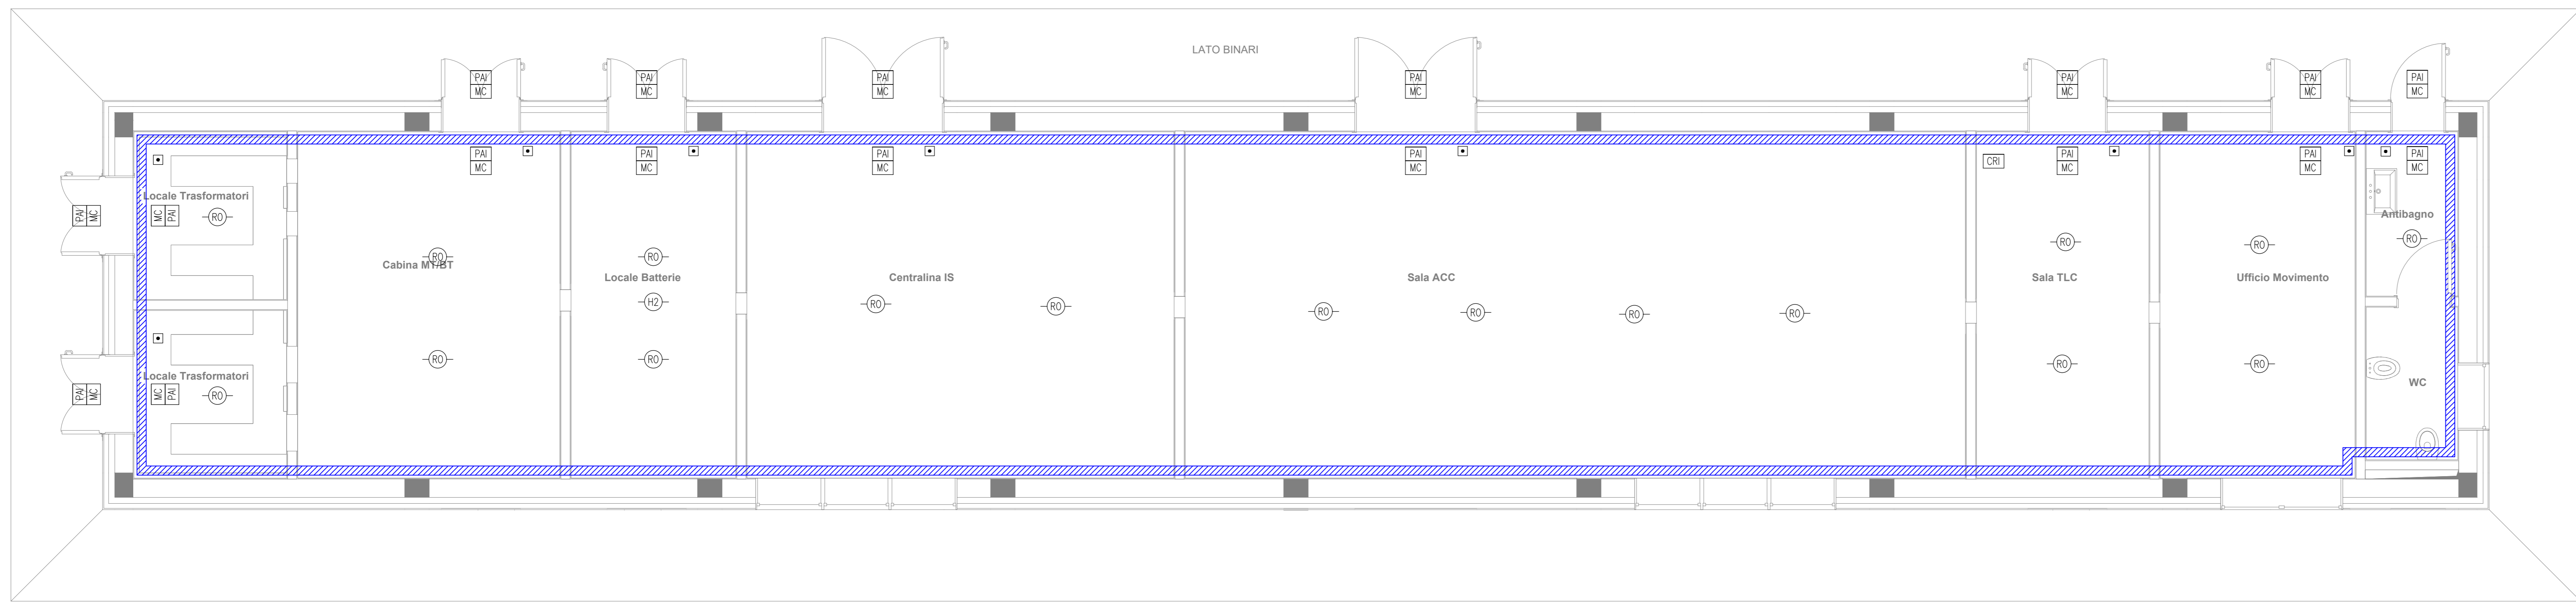 LATO BINARI
PAI PAI PAI PAI PAI PAI PAI
MC MC MC MC MC MC MC
PAI PAI PAI PAI CRI PAI PAI PAI
MC MC MC MC MC MC MC
Locale Trasformatori
PAI MC MC PAI RO
Antibagno
RO RO RO
Cabina MT/BT RO RO
Locale Batterie Centralina IS Sala ACC Sala TLC Ufficio Movimento
H2 RO RO RO RO RO RO
RO RO RO RO
Locale Trasformatori
WC
PAI MC MC PAI RO